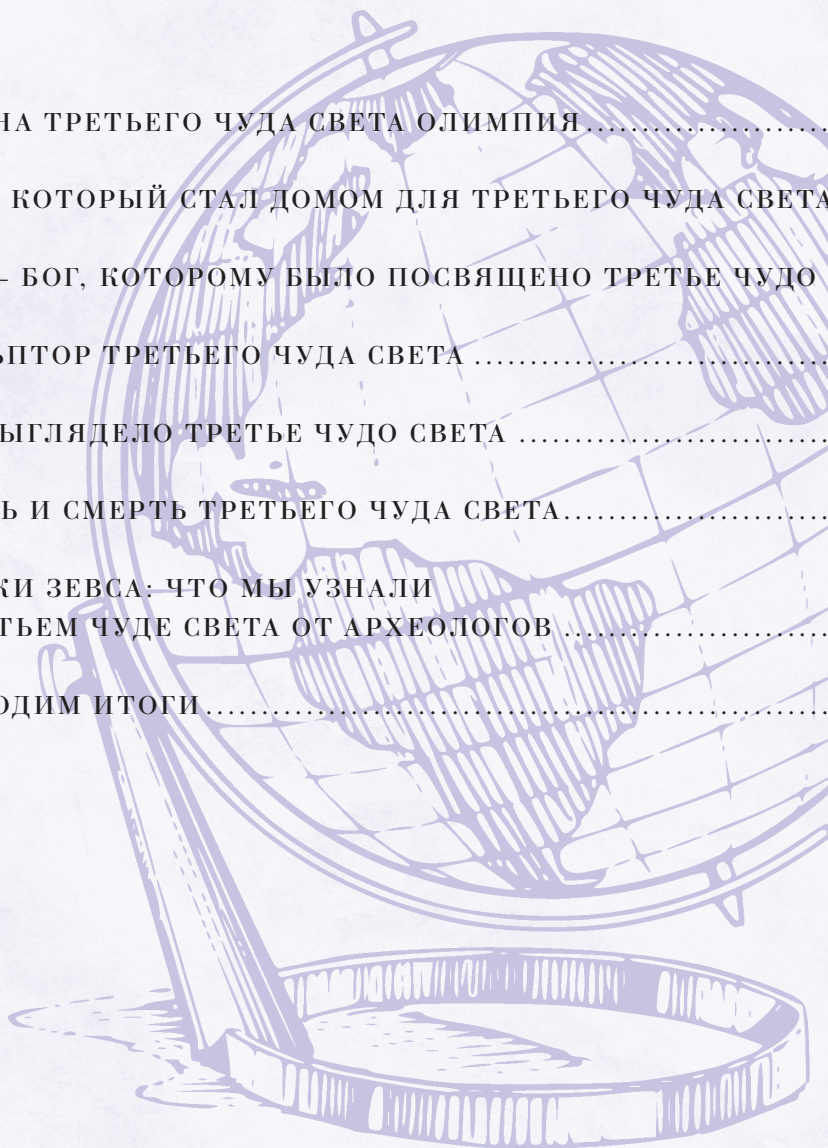 НА ТРЕТЬЕГО ЧУДА СВЕТА ОЛИМПИЯ
КОТОРЫЙ СТАЛ ДОМОМ ДЛЯ ТРЕТЬЕГО ЧУДА СВЕТА
– БОГ, КОТОРОМУ БЫЛО ПОСВЯЩЕНО ТРЕТЬЕ ЧУДО
ЬПТОР ТРЕТЬЕГО ЧУДА СВЕТА
ЫГЛЯДЕЛО ТРЕТЬЕ ЧУДО СВЕТА
Ь И СМЕРТЬ ТРЕТЬЕГО ЧУДА СВЕТА
КИ ЗЕВСА: ЧТО МЫ УЗНАЛИ
ТЬЕМ ЧУДЕ СВЕТА ОТ АРХЕОЛОГОВ
ОДИМ ИТОГИ